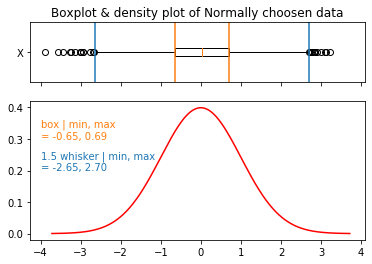 Boxplot & density plot of Normally choosen data
X
0.4
box | min, max
= -0.65, 0.69
0.3
1.5 whisker | min, max
= -2.65, 2.70
0.2
0.1
0.0
−4 −3 −2 −1 0 1 2 3 4